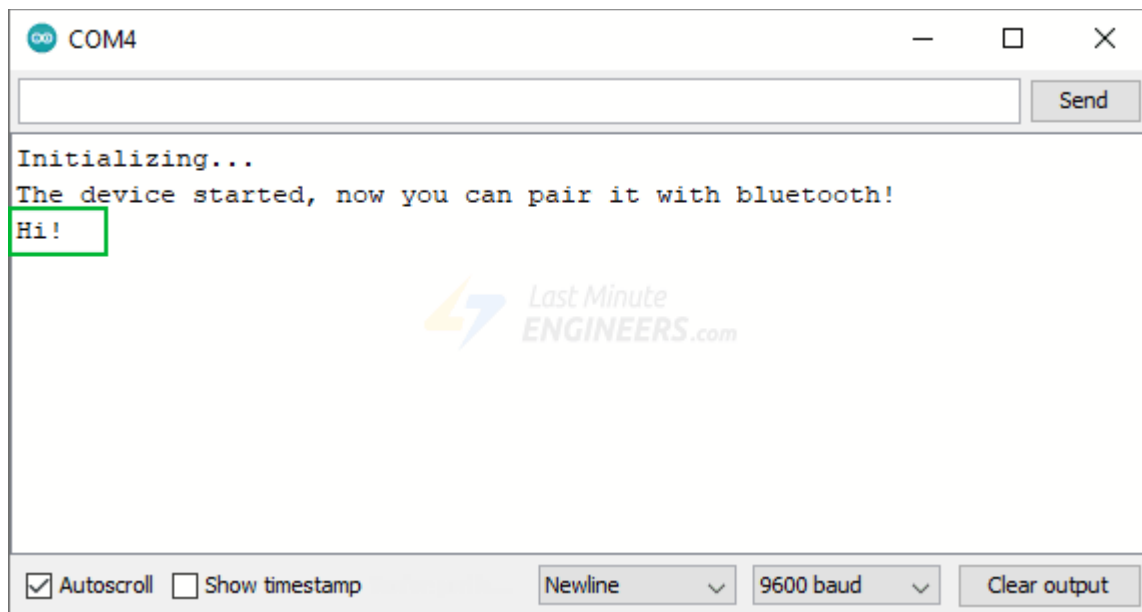 COM4
Send
Initializing...
The device started, now you can pair it with bluetooth!
Hi!
Last Minute
ENGINEERS.com
Autoscroll Show timestamp Newline 9600 baud Clear output